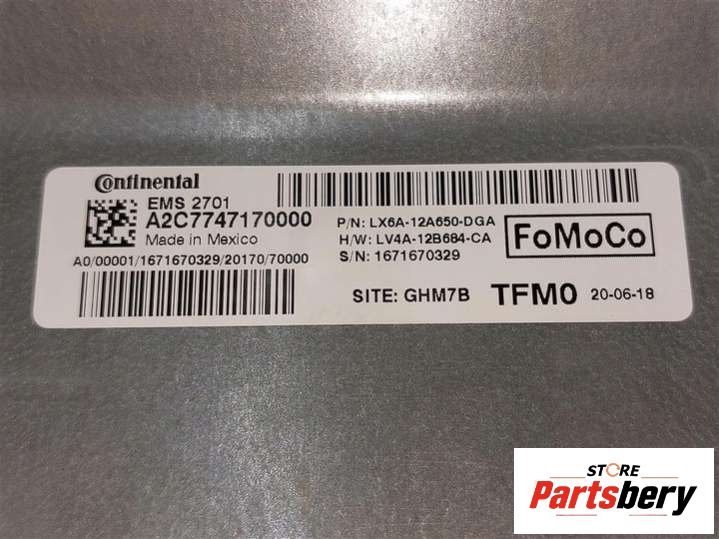 Continental
EMS 2701
A2C7747170000
Made in Mexico
A0/00001/1671670329/20170/70000
P/N: LX6A-12A650-DGA
H/W: LV4A-12B684-CA
S/N: 1671670329
FoMoCo
SITE: GHM7B TFM0 20-06-18
STORE
Partsbery